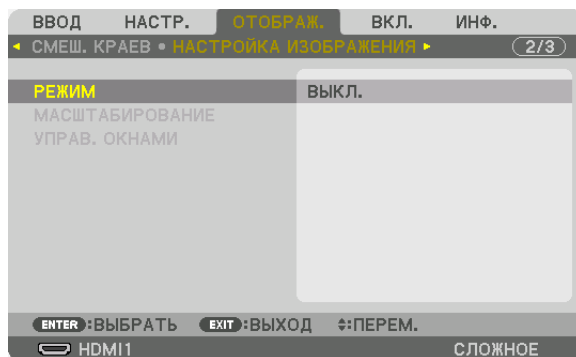 ВВОД НАСТР. ОТОБРАЖ. ВКЛ. ИНФ.
СМЕШ. КРАЕВ • НАСТРОЙКА ИЗОБРАЖЕНИЯ 2/3
РЕЖИМ ВЫКЛ.
МАСШТАБИРОВАНИЕ
УПРАВ. ОКНАМИ
ENTER :ВЫБРАТЬ EXIT :ВЫХОД :ПЕРЕМ.
HDMI1 СЛОЖНОЕ